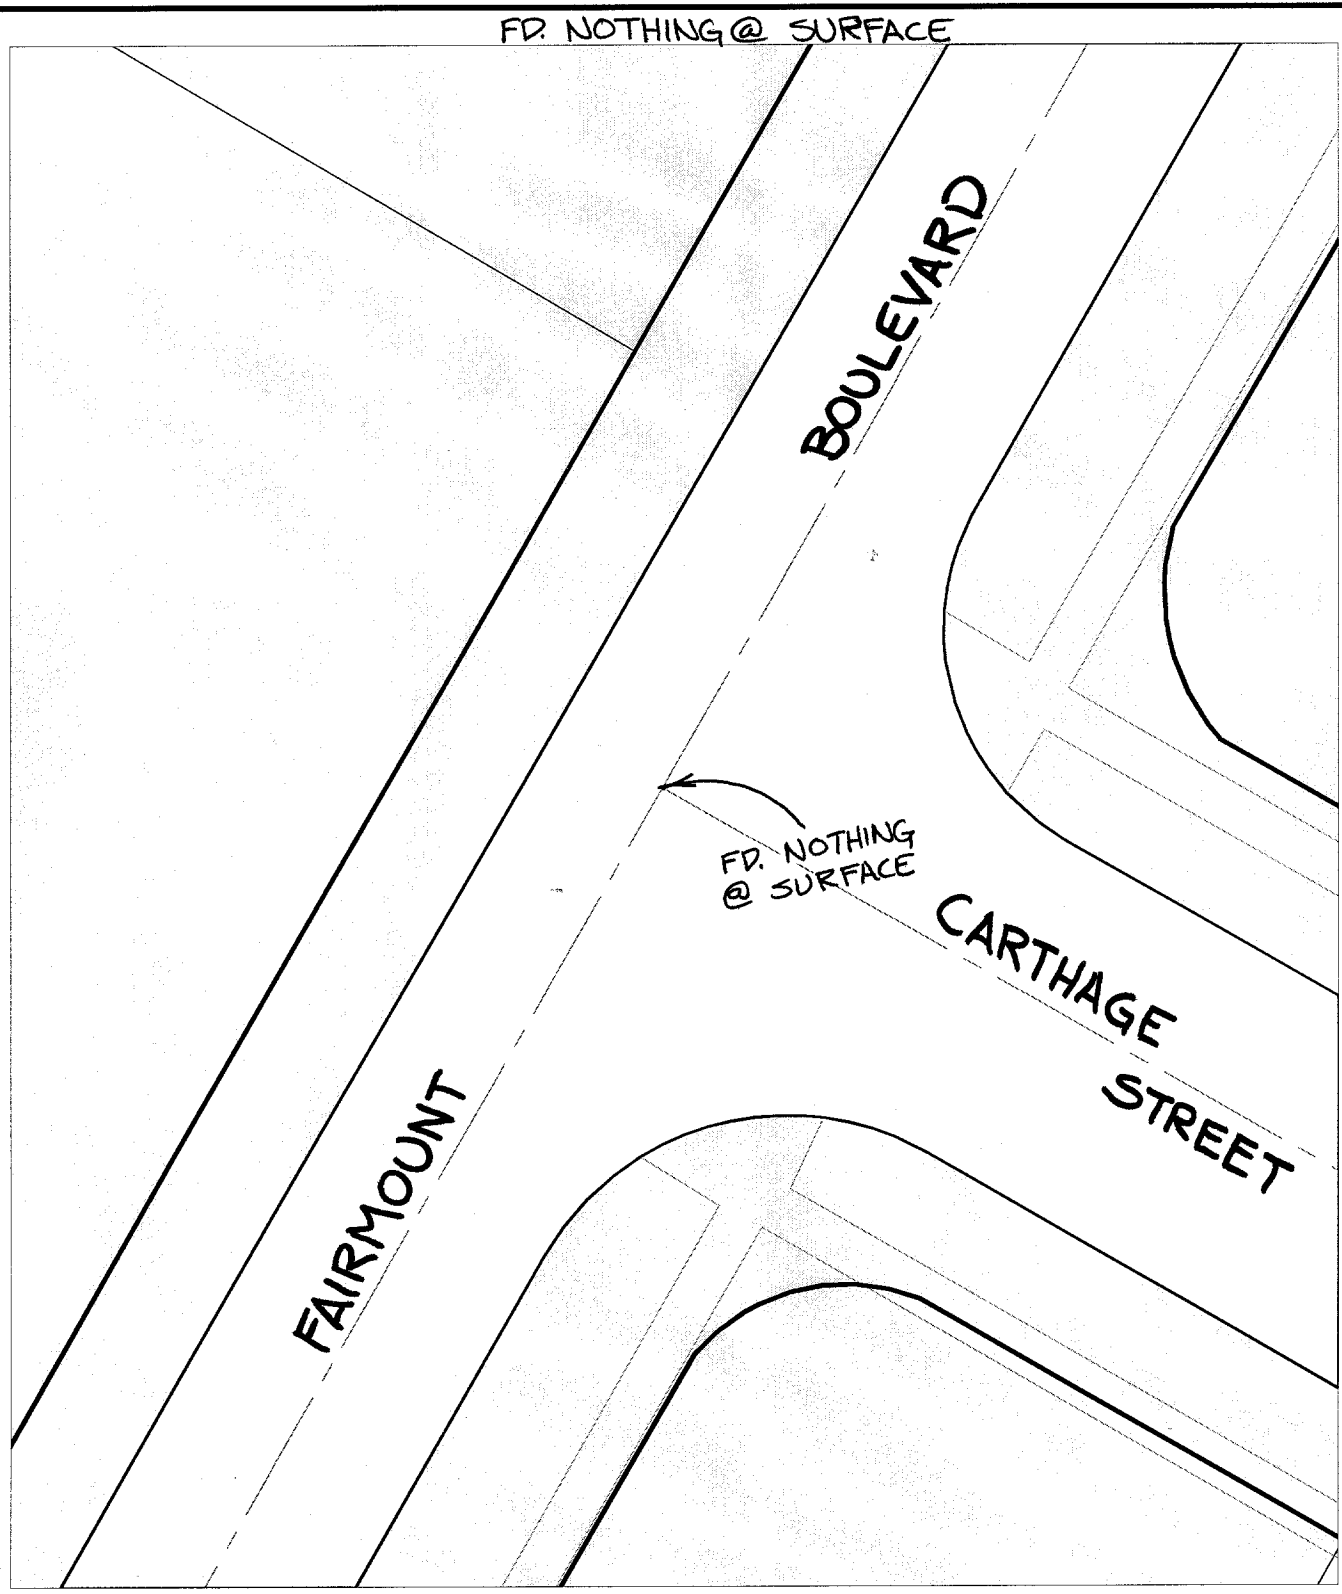 FD. NOTHING @ SURFACE
BOULEVARD
FD. NOTHING
@ SURFACE
CARTHAGE
STREET
FAIRMOUNT